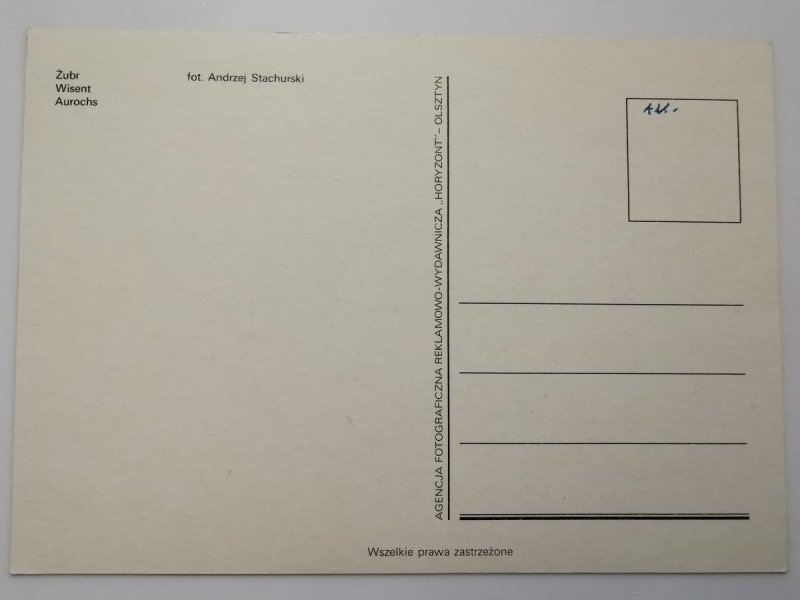 Żubr
Wisent
Aurochs
fot. Andrzej Stachurski
AGENCJA FOTOGRAFICZNA REKLAMOWO-WYDAWNICZA „HORYZONT” – OLSZTYN
Wszelkie prawa zastrzeżone